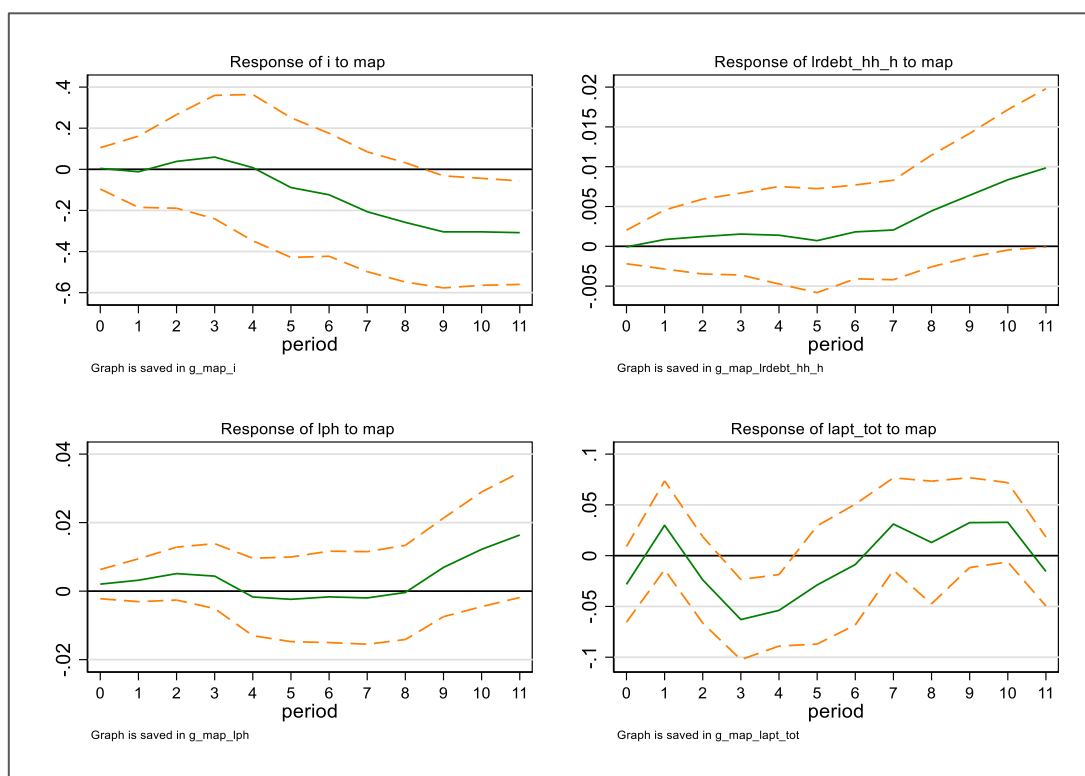 Response of i to map
.4
.2
0
-.2
-.4
-.6
0 1 2 3 4 5 6 7 8 9 10 11
period
Graph is saved in g_map_i
Response of lrdebt_hh_h to map
.02
.015
.01
.005
0
-.005
0 1 2 3 4 5 6 7 8 9 10 11
period
Graph is saved in g_map_lrdebt_hh_h
Response of lph to map
.04
.02
0
-.02
0 1 2 3 4 5 6 7 8 9 10 11
period
Graph is saved in g_map_lph
Response of lapt_tot to map
.1
.05
0
-.05
-.1
0 1 2 3 4 5 6 7 8 9 10 11
period
Graph is saved in g_map_lapt_tot